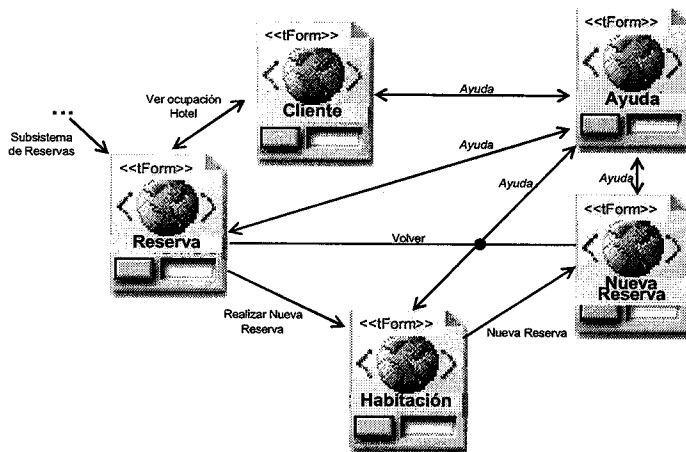 <<tForm>>
Cliente
<<tForm>>
Ayuda
...
Subsistema
de Reservas
Ver ocupación
Hotel
Ayuda
<<tForm>>
Reserva
Ayuda
Ayuda
Ayuda
<<tForm>>
Nueva
Reserva
Volver
Realizar Nueva
Reserva
<<tForm>>
Habitación
Nueva Reserva